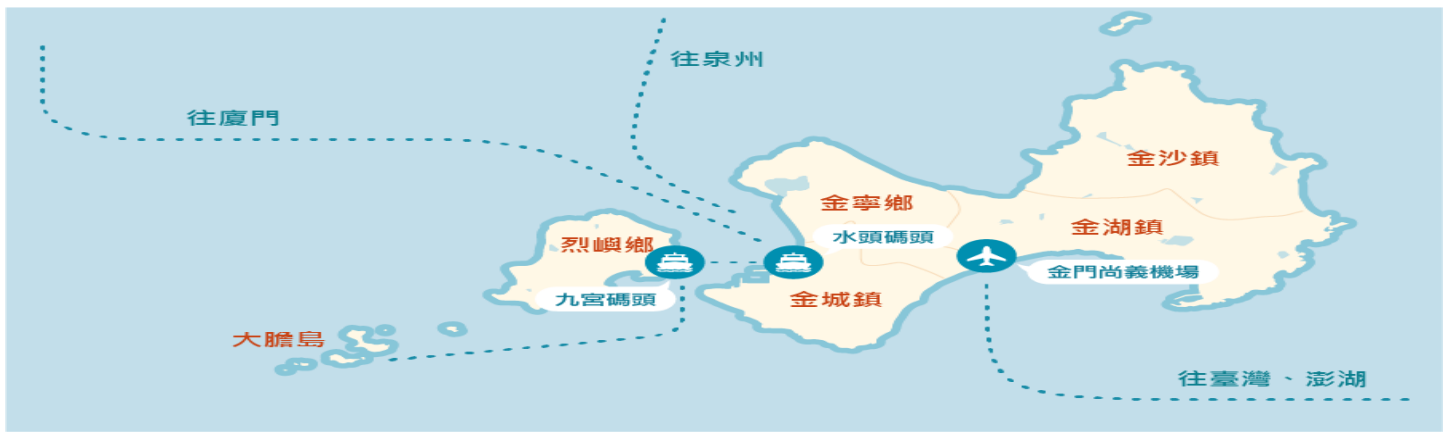 往泉州
往廈門
金沙鎮
金寧鄉
金湖鎮
水頭碼頭
烈嶼鄉
金門尚義機場
九宮碼頭
金城鎮
大膽島
往臺灣、澎湖